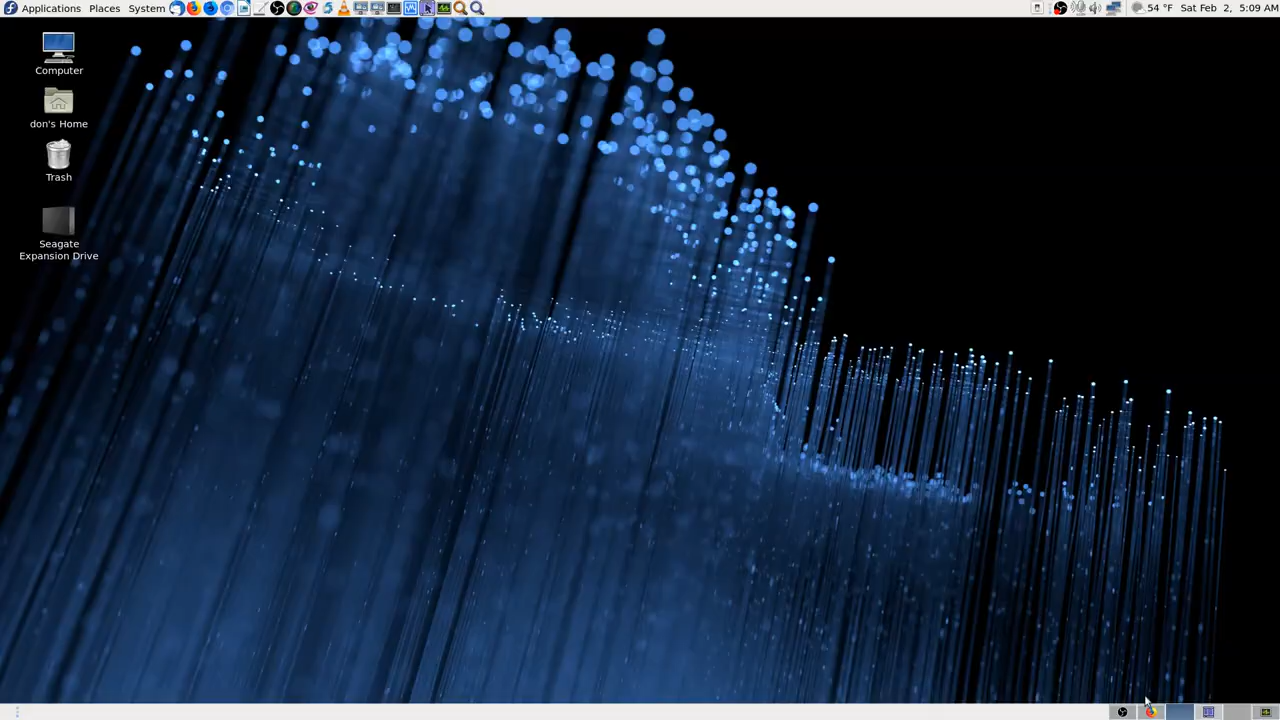 Applications Places System 54 °F Sat Feb 2, 5:09 AM
Computer
don's Home
Trash
Seagate
Expansion Drive